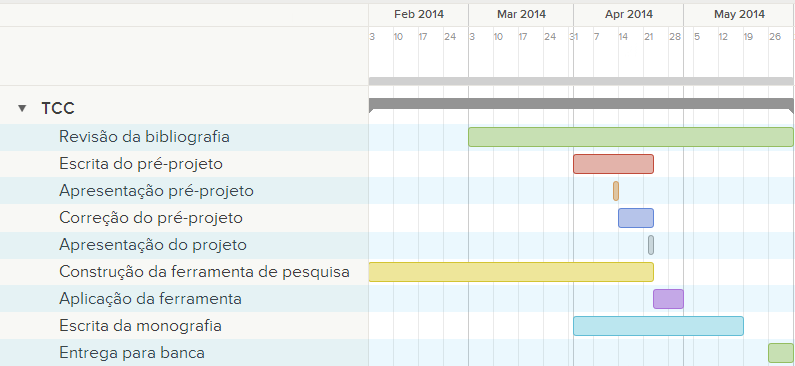 Feb 2014 Mar 2014 Apr 2014 May 2014
3 10 17 24 3 10 17 24 31 7 14 21 28 5 12 19 26
TCC
Revisão da bibliografia
Escrita do pré-projeto
Apresentação pré-projeto
Correção do pré-projeto
Apresentação do projeto
Construção da ferramenta de pesquisa
Aplicação da ferramenta
Escrita da monografia
Entrega para banca